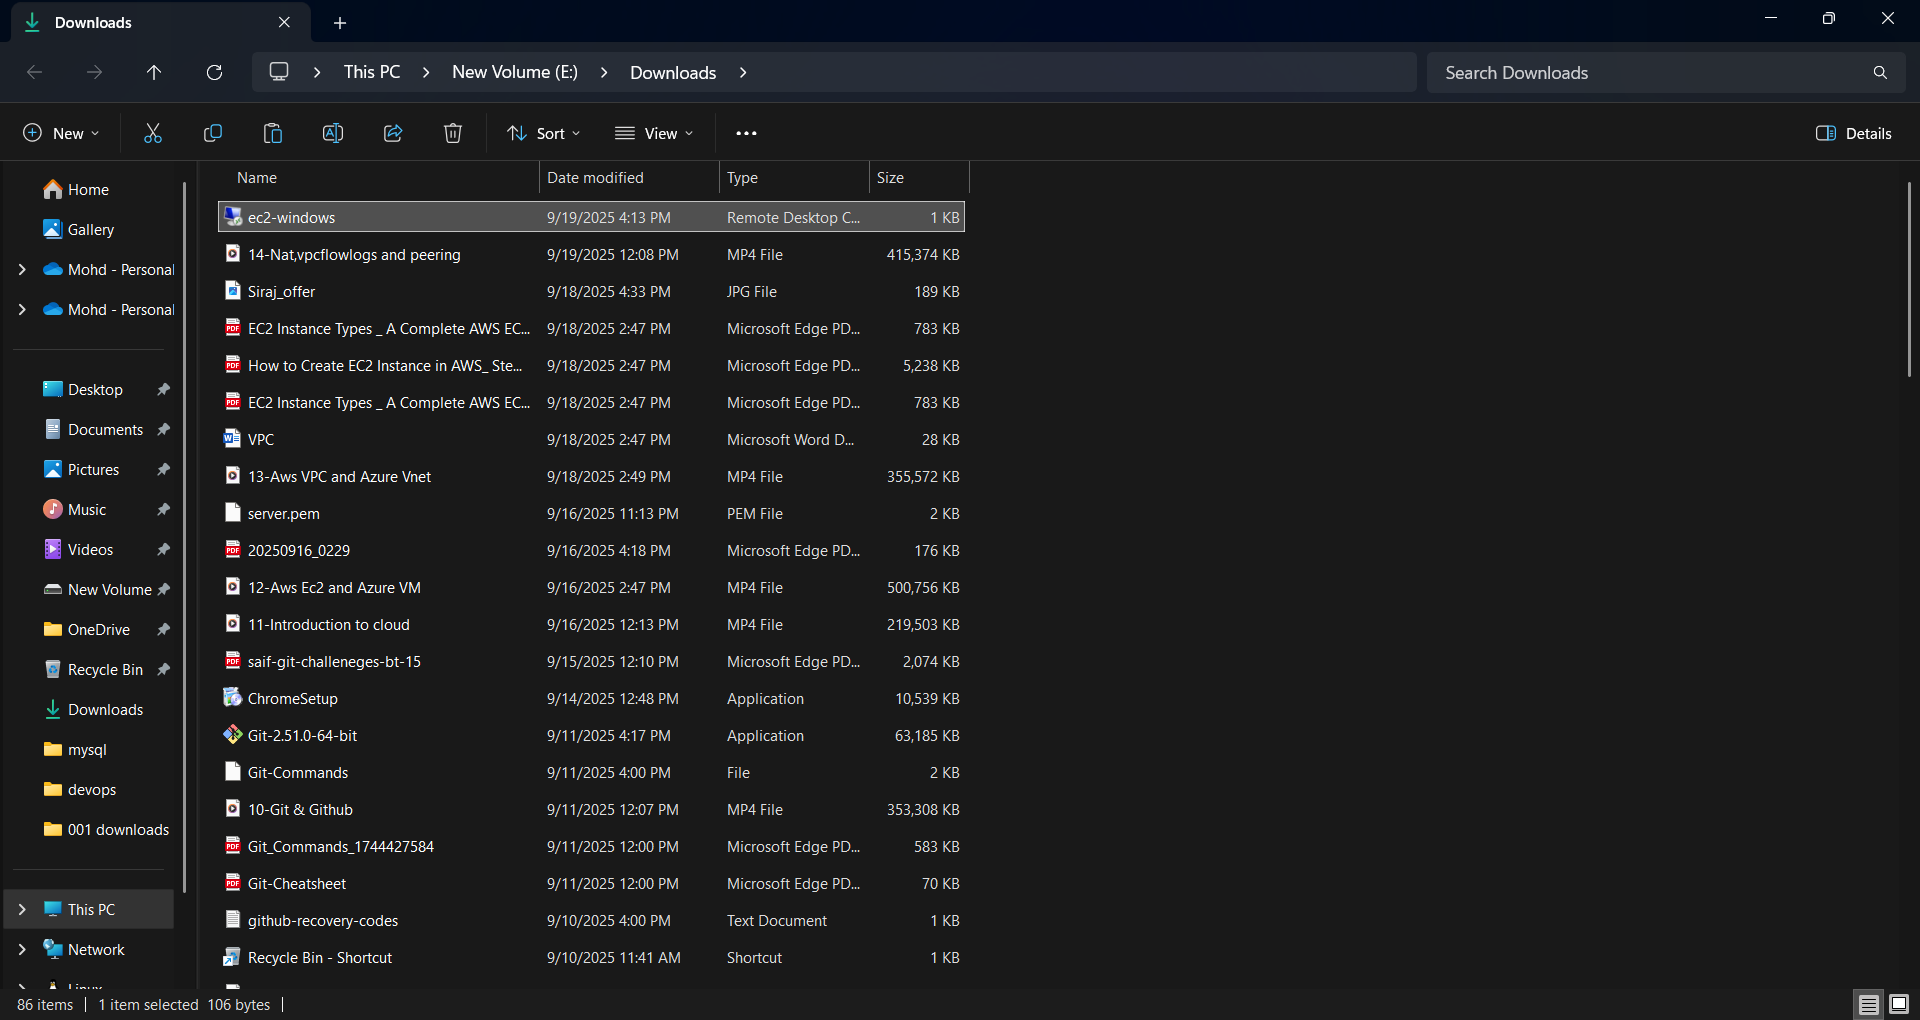 Downloads
This PC
New Volume (E:)
Downloads
Search Downloads
New
Sort
View
Details
Home
Gallery
Mohd - Personal
Mohd - Personal
Desktop
Documents
Pictures
Music
Videos
New Volume
OneDrive
Recycle Bin
Downloads
mysql
devops
001 downloads
This PC
Network
Linux
Name Date modified Type Size
ec2-windows 9/19/2025 4:13 PM Remote Desktop C... 1 KB
14-Nat,vpcflowlogs and peering 9/19/2025 12:08 PM MP4 File 415,374 KB
Siraj_offer 9/18/2025 4:33 PM JPG File 189 KB
EC2 Instance Types _ A Complete AWS EC... 9/18/2025 2:47 PM Microsoft Edge PD... 783 KB
How to Create EC2 Instance in AWS_ Ste... 9/18/2025 2:47 PM Microsoft Edge PD... 5,238 KB
EC2 Instance Types _ A Complete AWS EC... 9/18/2025 2:47 PM Microsoft Edge PD... 783 KB
VPC 9/18/2025 2:47 PM Microsoft Word D... 28 KB
13-Aws VPC and Azure Vnet 9/18/2025 2:49 PM MP4 File 355,572 KB
server.pem 9/16/2025 11:13 PM PEM File 2 KB
20250916_0229 9/16/2025 4:18 PM Microsoft Edge PD... 176 KB
12-Aws Ec2 and Azure VM 9/16/2025 2:47 PM MP4 File 500,756 KB
11-Introduction to cloud 9/16/2025 12:13 PM MP4 File 219,503 KB
saif-git-challeneges-bt-15 9/15/2025 12:10 PM Microsoft Edge PD... 2,074 KB
ChromeSetup 9/14/2025 12:48 PM Application 10,539 KB
Git-2.51.0-64-bit 9/11/2025 4:17 PM Application 63,185 KB
Git-Commands 9/11/2025 4:00 PM File 2 KB
10-Git & Github 9/11/2025 12:07 PM MP4 File 353,308 KB
Git_Commands_1744427584 9/11/2025 12:00 PM Microsoft Edge PD... 583 KB
Git-Cheatsheet 9/11/2025 12:00 PM Microsoft Edge PD... 70 KB
github-recovery-codes 9/10/2025 4:00 PM Text Document 1 KB
Recycle Bin - Shortcut 9/10/2025 11:41 AM Shortcut 1 KB
86 items 1 item selected 106 bytes